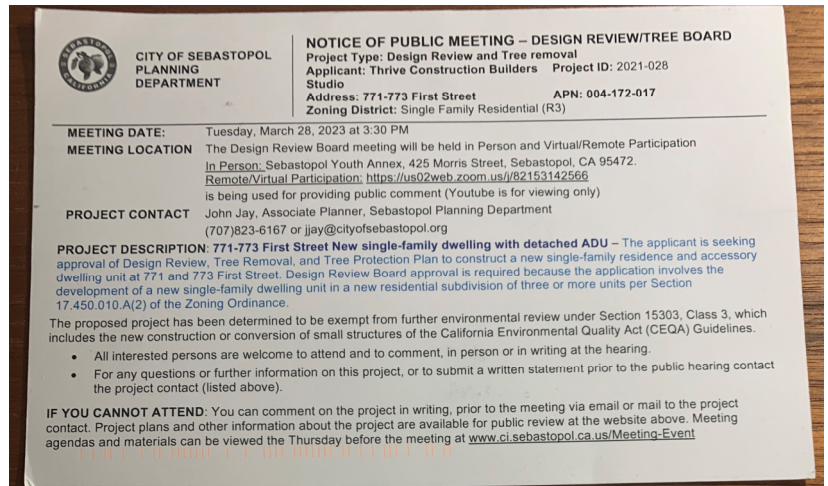 SEBASTOPOL
CALIFORNIA
CITY OF SEBASTOPOL
PLANNING
DEPARTMENT
NOTICE OF PUBLIC MEETING – DESIGN REVIEW/TREE BOARD
Project Type: Design Review and Tree removal
Applicant: Thrive Construction Builders Project ID: 2021-028
Studio
Address: 771-773 First Street APN: 004-172-017
Zoning District: Single Family Residential (R3)
MEETING DATE: Tuesday, March 28, 2023 at 3:30 PM
MEETING LOCATION The Design Review Board meeting will be held in Person and Virtual/Remote Participation
In Person: Sebastopol Youth Annex, 425 Morris Street, Sebastopol, CA 95472.
Remote/Virtual Participation: https://us02web.zoom.us/j/82153142566
is being used for providing public comment (Youtube is for viewing only)
PROJECT CONTACT John Jay, Associate Planner, Sebastopol Planning Department
(707)823-6167 or jjay@cityofsebastopol.org
PROJECT DESCRIPTION: 771-773 First Street New single-family dwelling with detached ADU – The applicant is seeking
approval of Design Review, Tree Removal, and Tree Protection Plan to construct a new single-family residence and accessory
dwelling unit at 771 and 773 First Street. Design Review Board approval is required because the application involves the
development of a new single-family dwelling unit in a new residential subdivision of three or more units per Section
17.450.010.A(2) of the Zoning Ordinance.
The proposed project has been determined to be exempt from further environmental review under Section 15303, Class 3, which
includes the new construction or conversion of small structures of the California Environmental Quality Act (CEQA) Guidelines.
• All interested persons are welcome to attend and to comment, in person or in writing at the hearing.
• For any questions or further information on this project, or to submit a written statement prior to the public hearing contact
the project contact (listed above).
IF YOU CANNOT ATTEND: You can comment on the project in writing, prior to the meeting via email or mail to the project
contact. Project plans and other information about the project are available for public review at the website above. Meeting
agendas and materials can be viewed the Thursday before the meeting at www.ci.sebastopol.ca.us/Meeting-Event